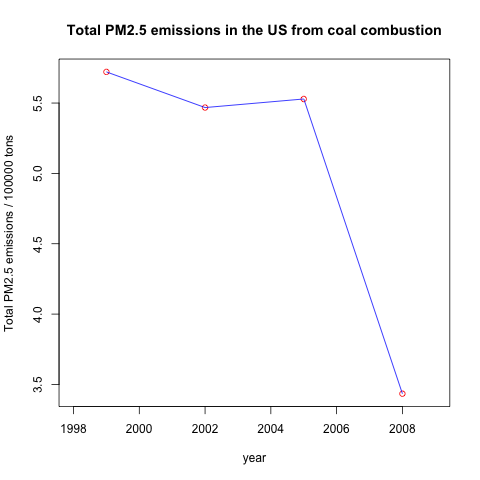 Total PM2.5 emissions in the US from coal combustion
Total PM2.5 emissions / 100000 tons
5.5
5.0
4.5
4.0
3.5
1998 2000 2002 2004 2006 2008
year